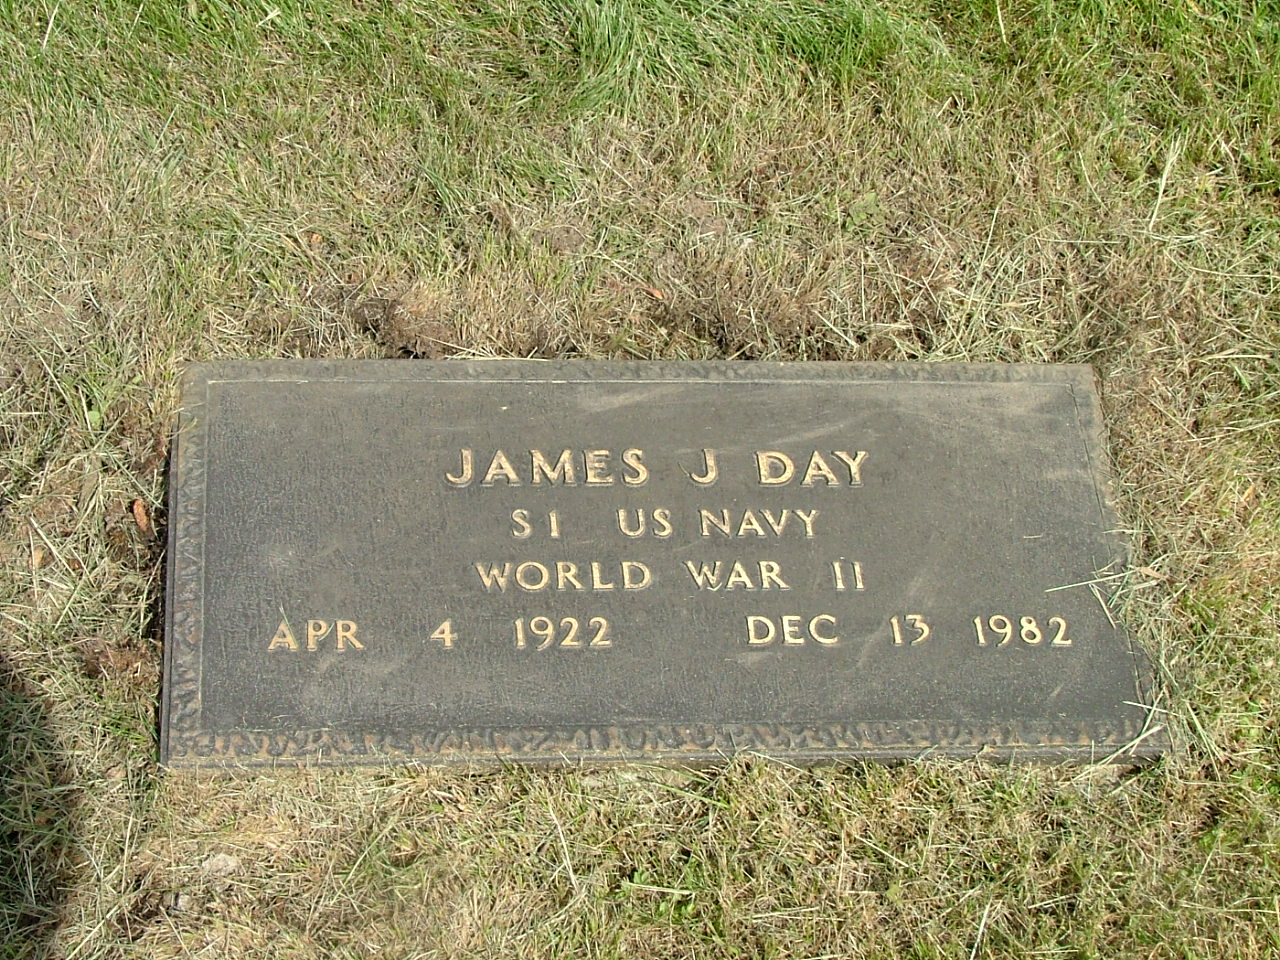 JAMES J DAY
S1 US NAVY
WORLD WAR II
APR 4 1922 DEC 13 1982